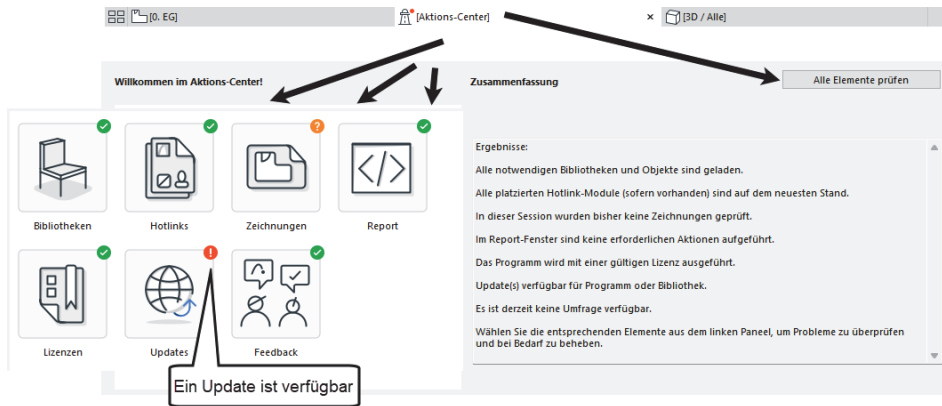 [0. EG]
[Aktions-Center]
[3D / Alle]
Willkommen im Aktions-Center!
Zusammenfassung
Alle Elemente prüfen
Bibliotheken
Hotlinks
Zeichnungen
Report
Lizenzen
Updates
Feedback
Ein Update ist verfügbar
Ergebnisse:
Alle notwendigen Bibliotheken und Objekte sind geladen.
Alle platzierten Hotlink-Module (sofern vorhanden) sind auf dem neuesten Stand.
In dieser Session wurden bisher keine Zeichnungen geprüft.
Im Report-Fenster sind keine erforderlichen Aktionen aufgeführt.
Das Programm wird mit einer gültigen Lizenz ausgeführt.
Update(s) verfügbar für Programm oder Bibliothek.
Es ist derzeit keine Umfrage verfügbar.
Wählen Sie die entsprechenden Elemente aus dem linken Paneel, um Probleme zu überprüfen
und bei Bedarf zu beheben.